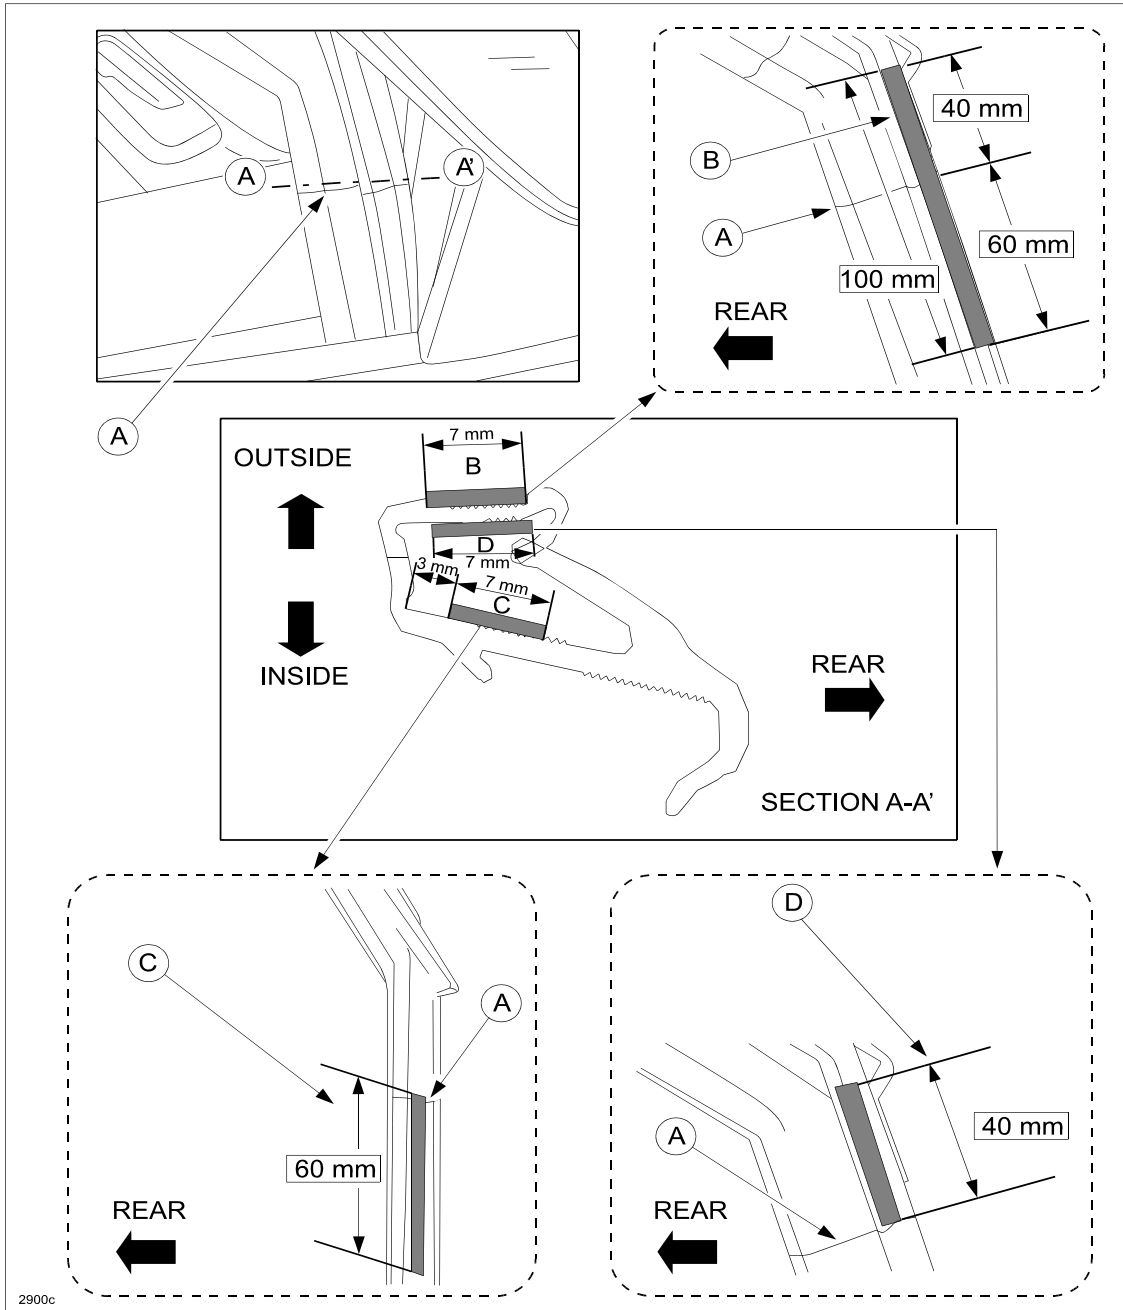 A
A'
A
B
A
40 mm
60 mm
100 mm
REAR
OUTSIDE
INSIDE
7 mm
B
D
7 mm
3 mm
7 mm
C
REAR
SECTION A-A’
C
A
60 mm
REAR
D
A
40 mm
REAR
2900c